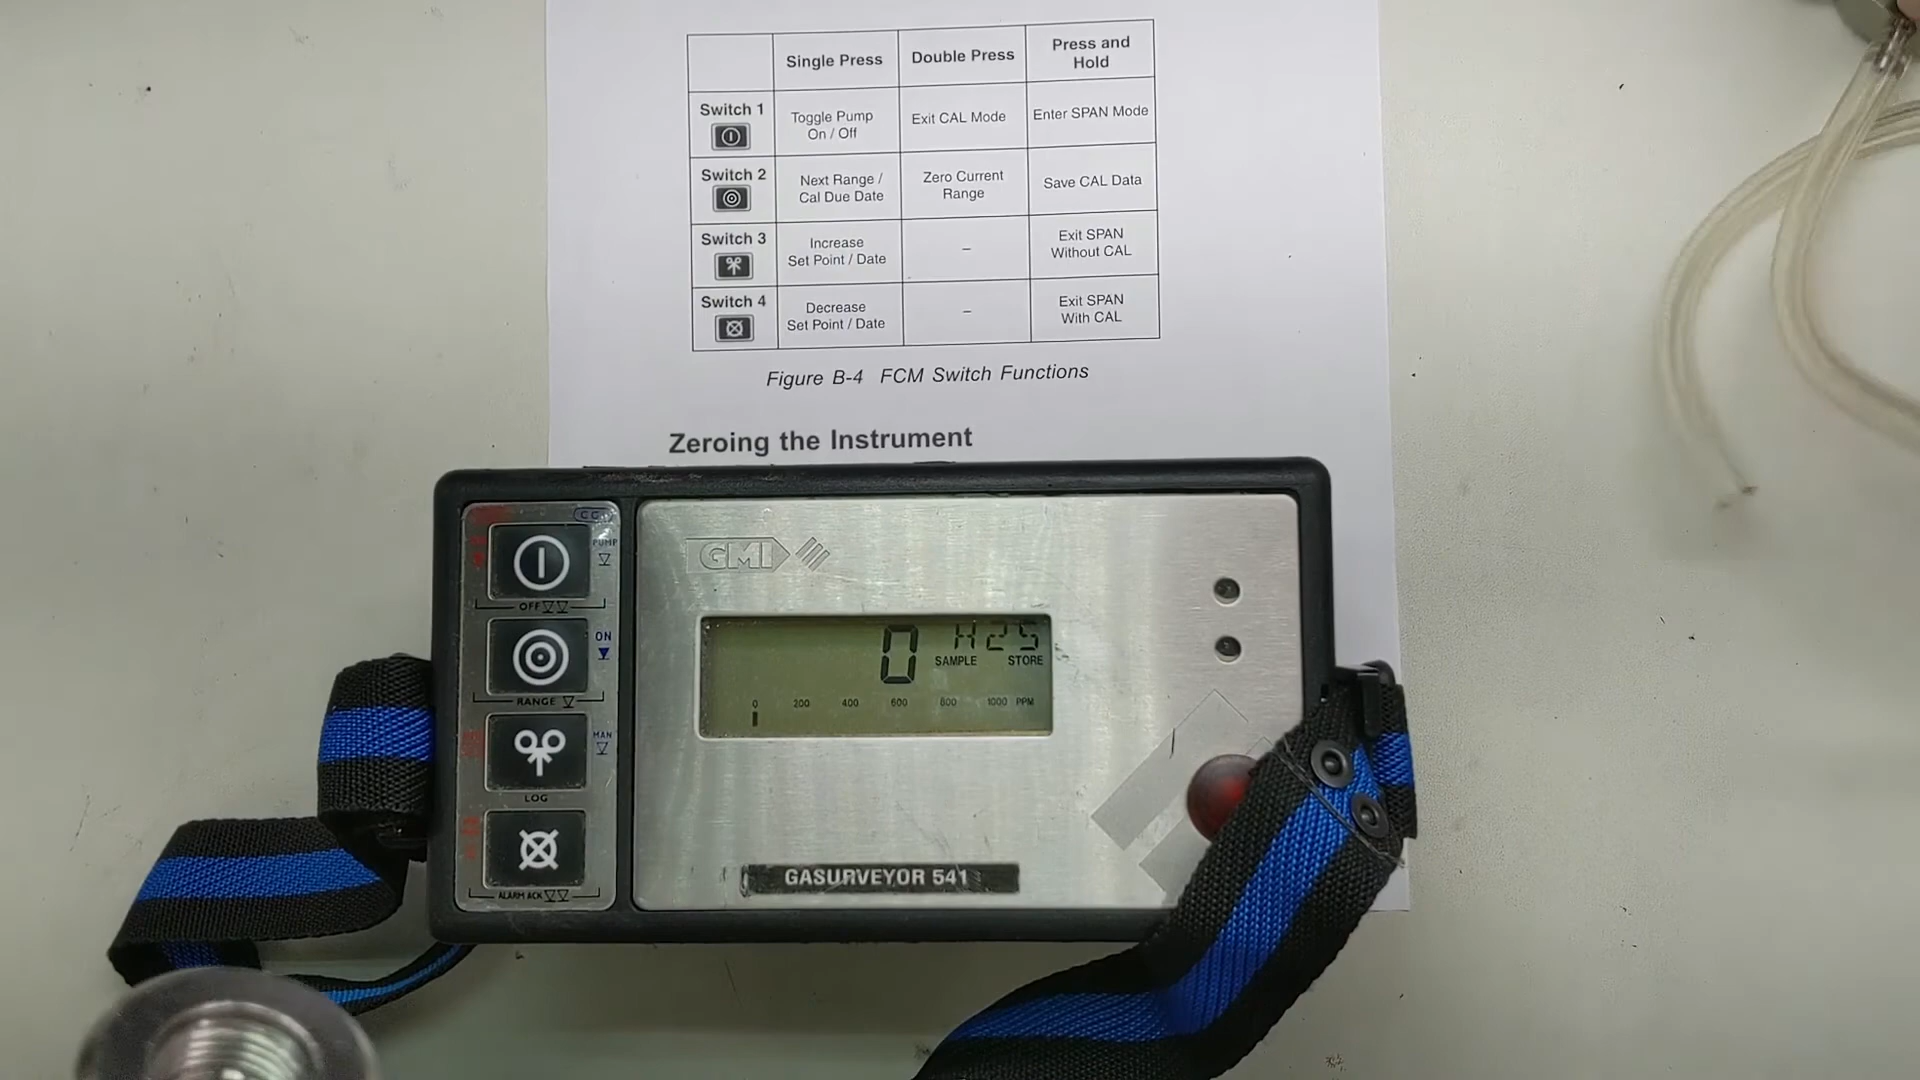 Single Press Double Press Press and
Hold
Switch 1 Toggle Pump
On / Off Exit CAL Mode Enter SPAN Mode
Switch 2 Next Range /
Cal Due Date Zero Current
Range Save CAL Data
Switch 3 Increase
Set Point / Date – Exit SPAN
Without CAL
Switch 4 Decrease
Set Point / Date – Exit SPAN
With CAL
Figure B-4 FCM Switch Functions
Zeroing the Instrument
PUMP
OFF
ON
RANGE
MAN
LOG
ALARM ACK
GMI
0 H2S
SAMPLE STORE
0 200 400 600 800 1000 PPM
GASURVEYOR 541